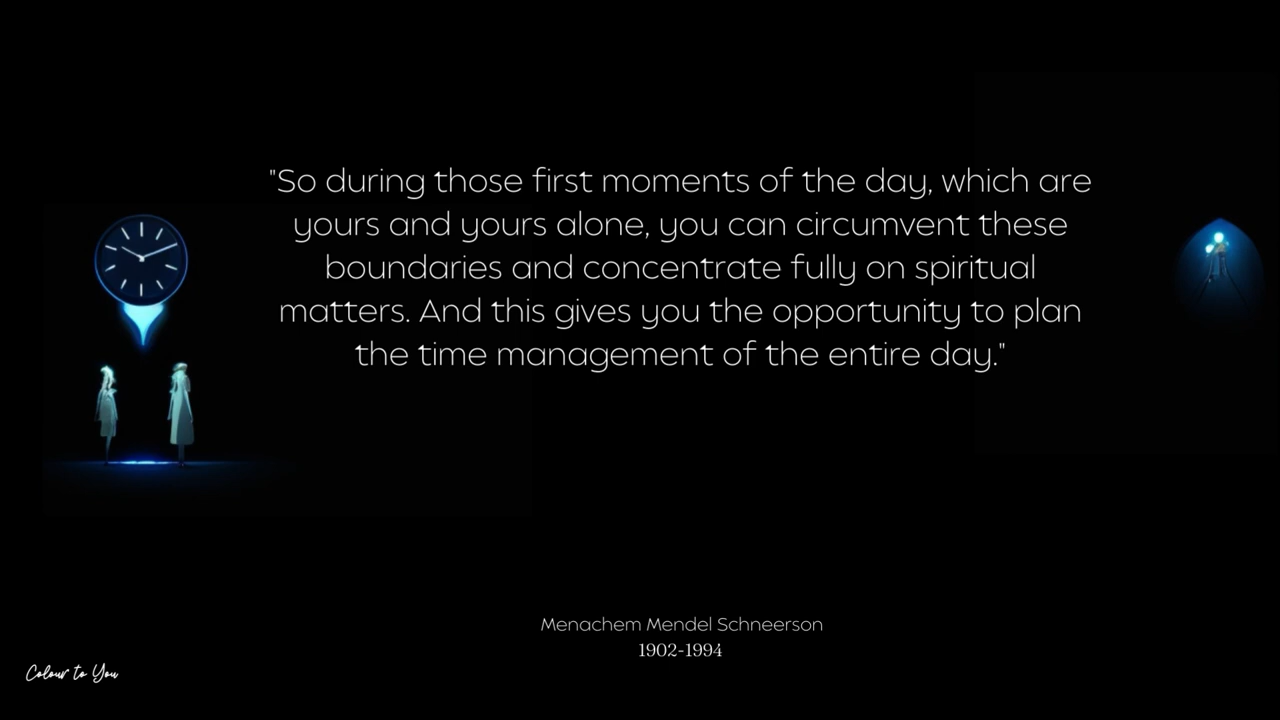 "So during those first moments of the day, which are
yours and yours alone, you can circumvent these
boundaries and concentrate fully on spiritual
matters. And this gives you the opportunity to plan
the time management of the entire day."
Menachem Mendel Schneerson
1902-1994
Colour to You